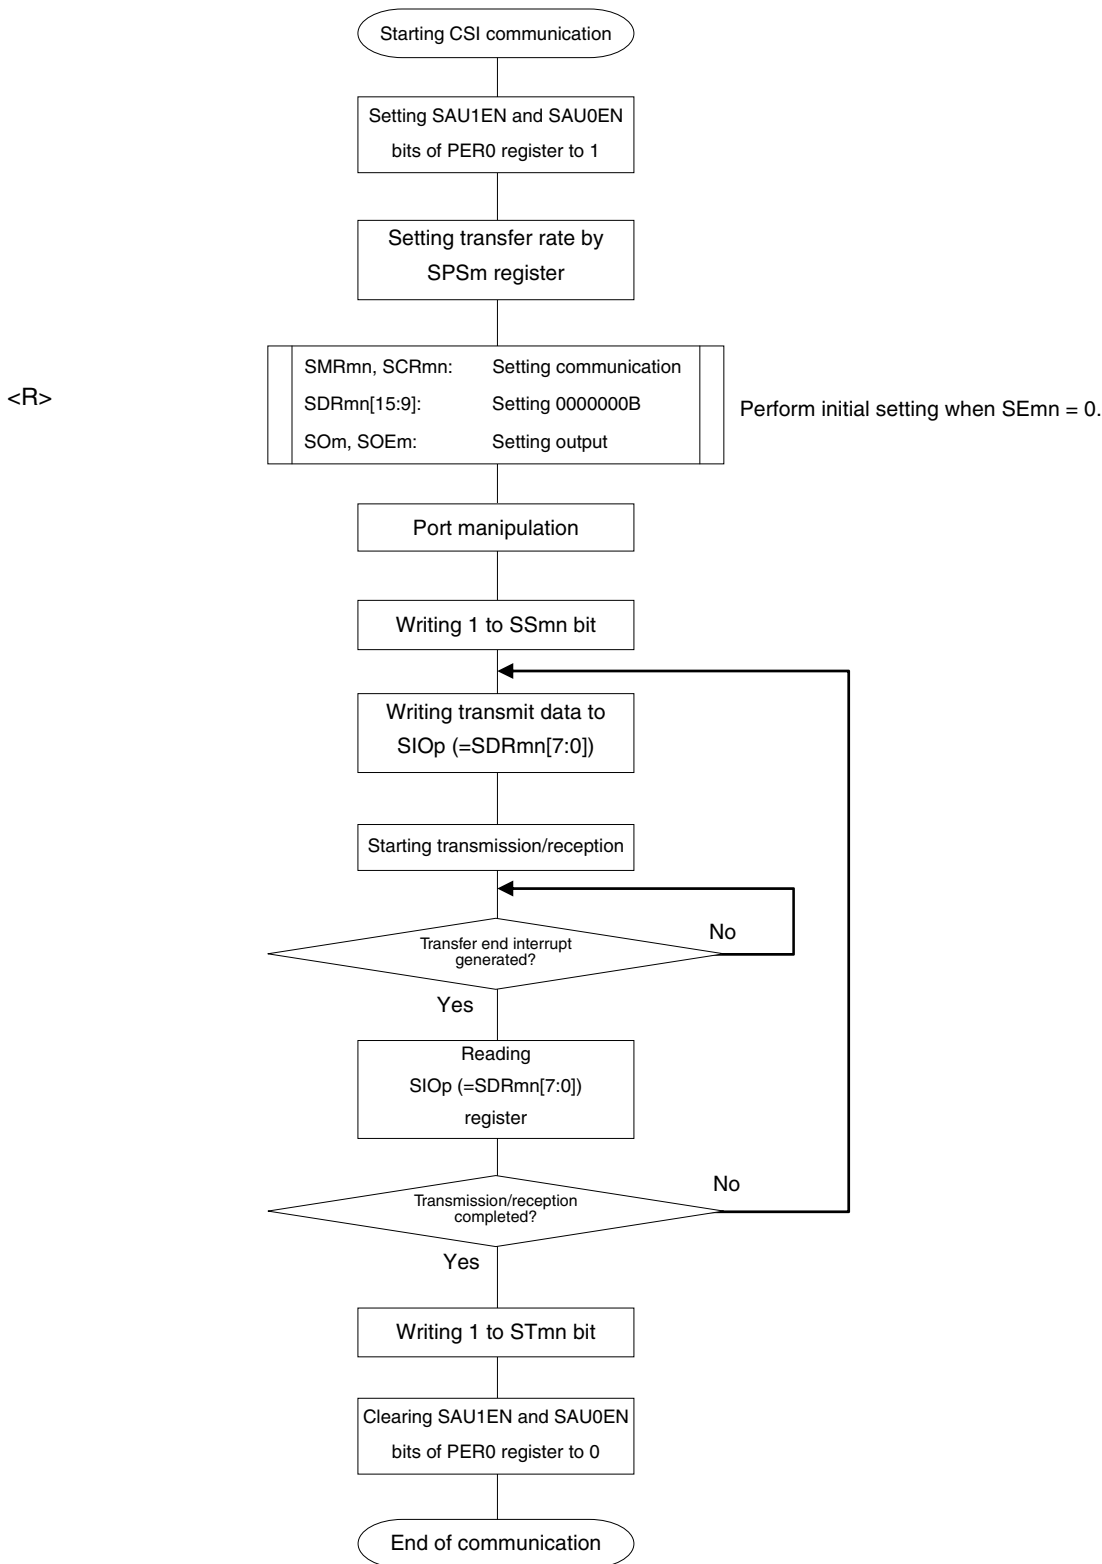 Starting CSI communication
Setting SAU1EN and SAU0EN
bits of PER0 register to 1
Setting transfer rate by
SPSm register
<R>
SMRmn, SCRmn: Setting communication
SDRmn[15:9]: Setting 0000000B
SOm, SOEm: Setting output
Perform initial setting when SEmn = 0.
Port manipulation
Writing 1 to SSmn bit
Writing transmit data to
SIOp (=SDRmn[7:0])
Starting transmission/reception
Transfer end interrupt
generated?
No
Yes
Reading
SIOp (=SDRmn[7:0])
register
Transmission/reception
completed?
No
Yes
Writing 1 to STmn bit
Clearing SAU1EN and SAU0EN
bits of PER0 register to 0
End of communication